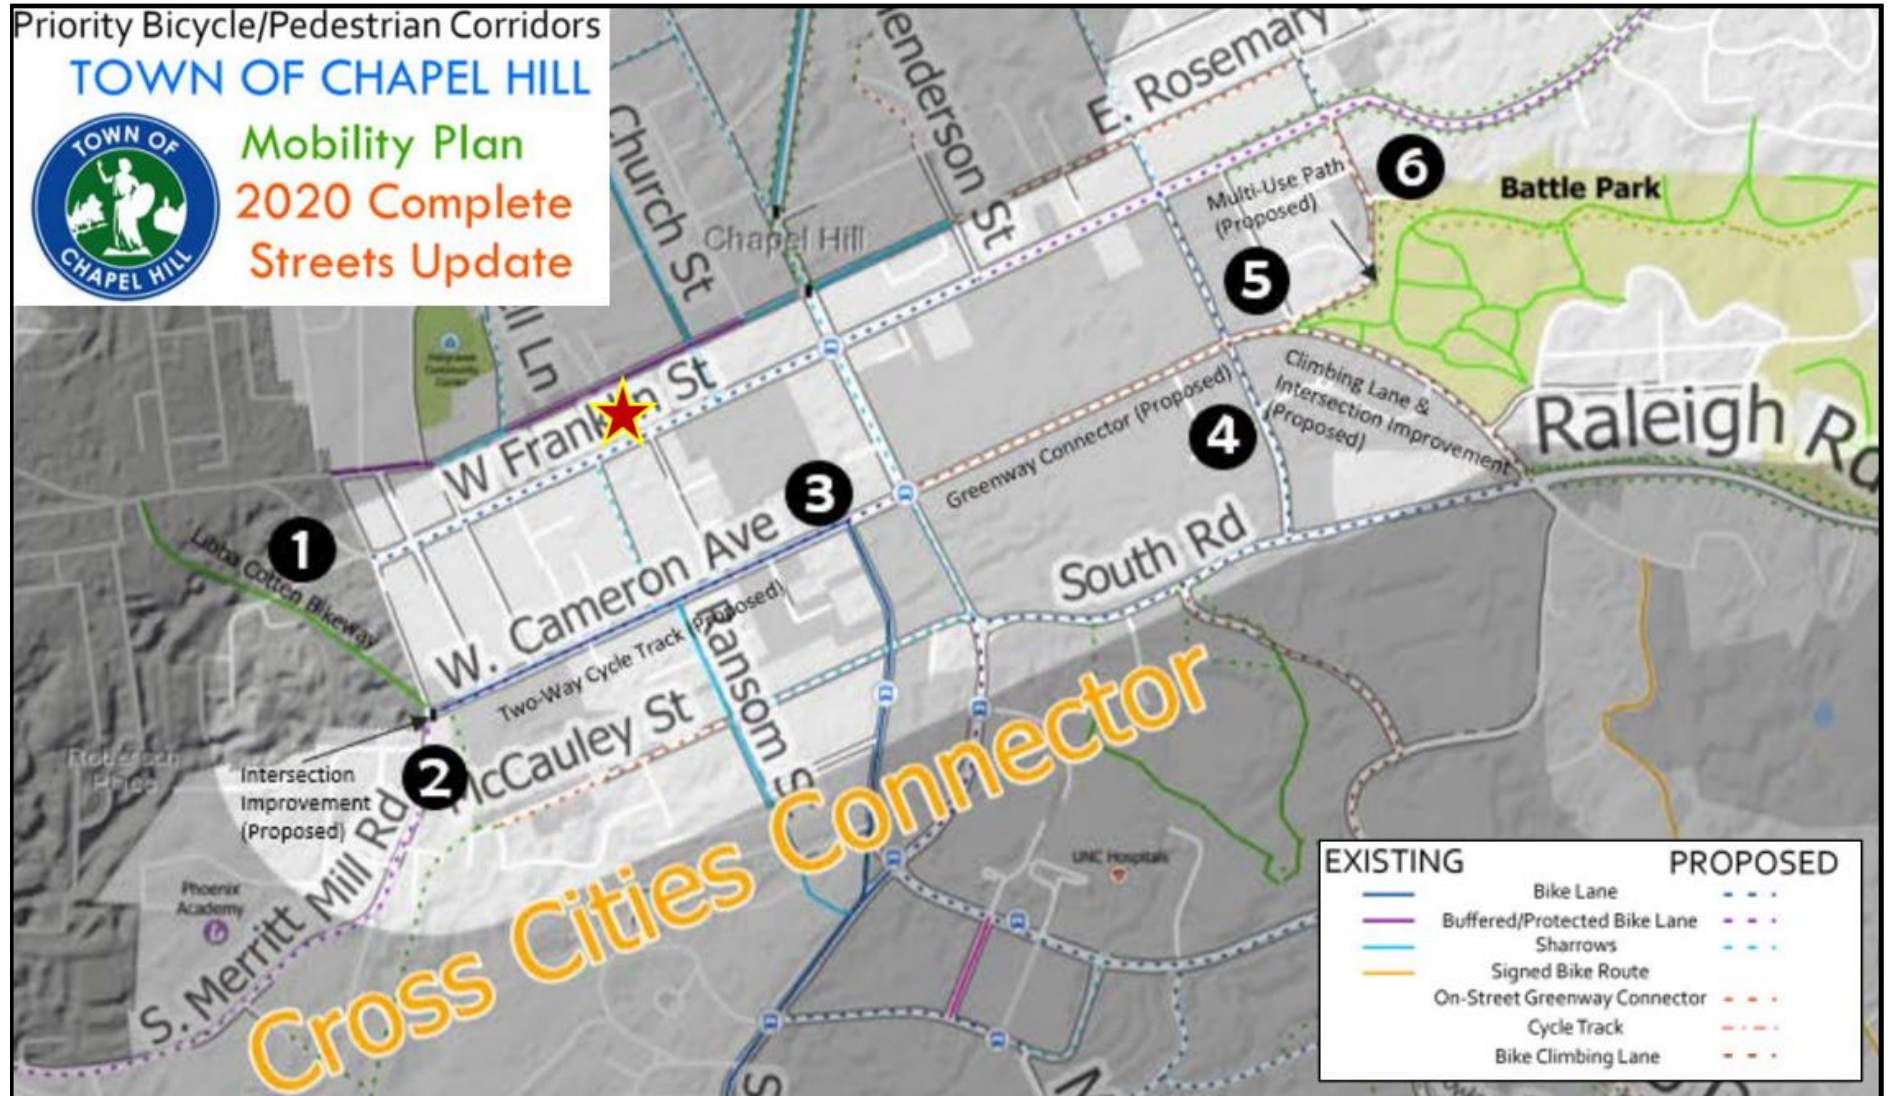 Priority Bicycle/Pedestrian Corridors
TOWN OF CHAPEL HILL
TOWN OF
CHAPEL HILL
Mobility Plan
2020 Complete
Streets Update
Church St
enderson St
E. Rosemary
Chapel Hill
ill Ln
W Franklin St
Multi-Use Path
(Proposed)
6
Battle Park
5
Climbing Lane &
Intersection Improvement
(Proposed)
Raleigh Rd
4
Greenway Connector (Proposed)
3
1
Libba Cotten Bikeway
W. Cameron Ave
Two-Way Cycle Track (Proposed)
Ransom S
South Rd
McCauley St
2
Intersection
Improvement
(Proposed)
S. Merritt Mill Rd
Phoenix
Academy
Cross Cities Connector
UNC Hospitals
S
M
EXISTING PROPOSED
Bike Lane
Buffered/Protected Bike Lane
Sharrows
Signed Bike Route
On-Street Greenway Connector
Cycle Track
Bike Climbing Lane